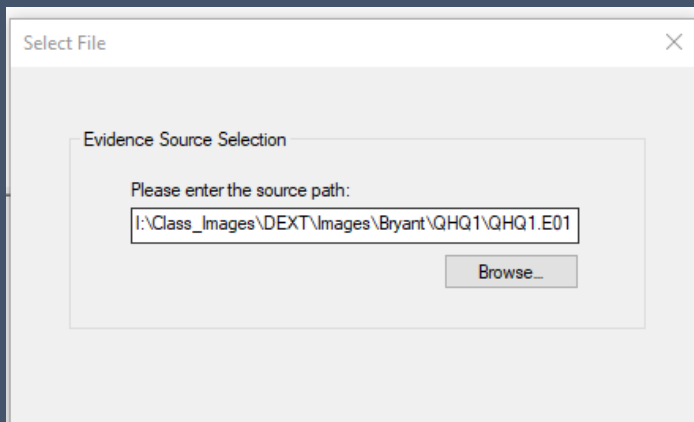 Select File
Evidence Source Selection
Please enter the source path:
I:\Class_Images\DEXT\Images\Bryant\QHQ1\QHQ1.E01
Browse...